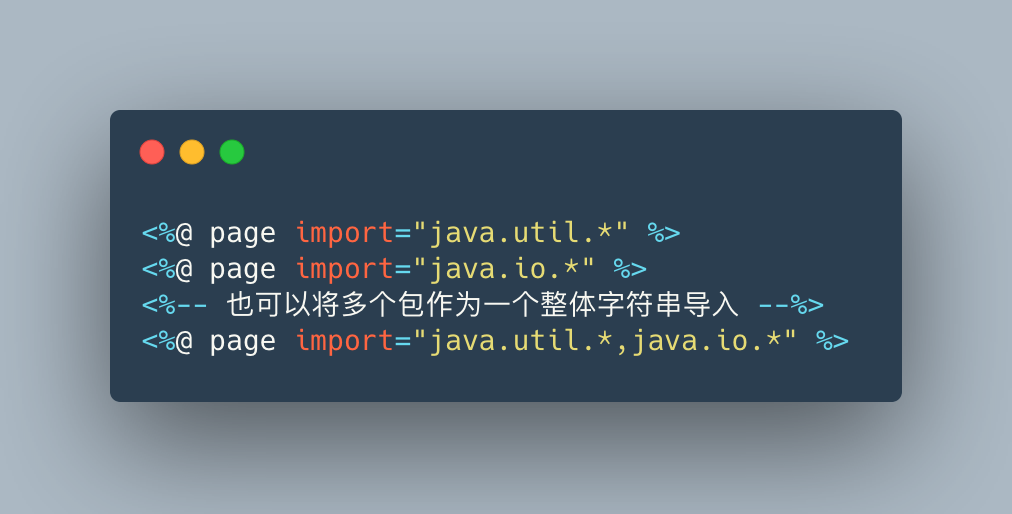 <%@ page import="java.util.*" %>
<%@ page import="java.io.*" %>
<%-- 也可以将多个包作为一个整体字符串导入 --%>
<%@ page import="java.util.*,java.io.*" %>